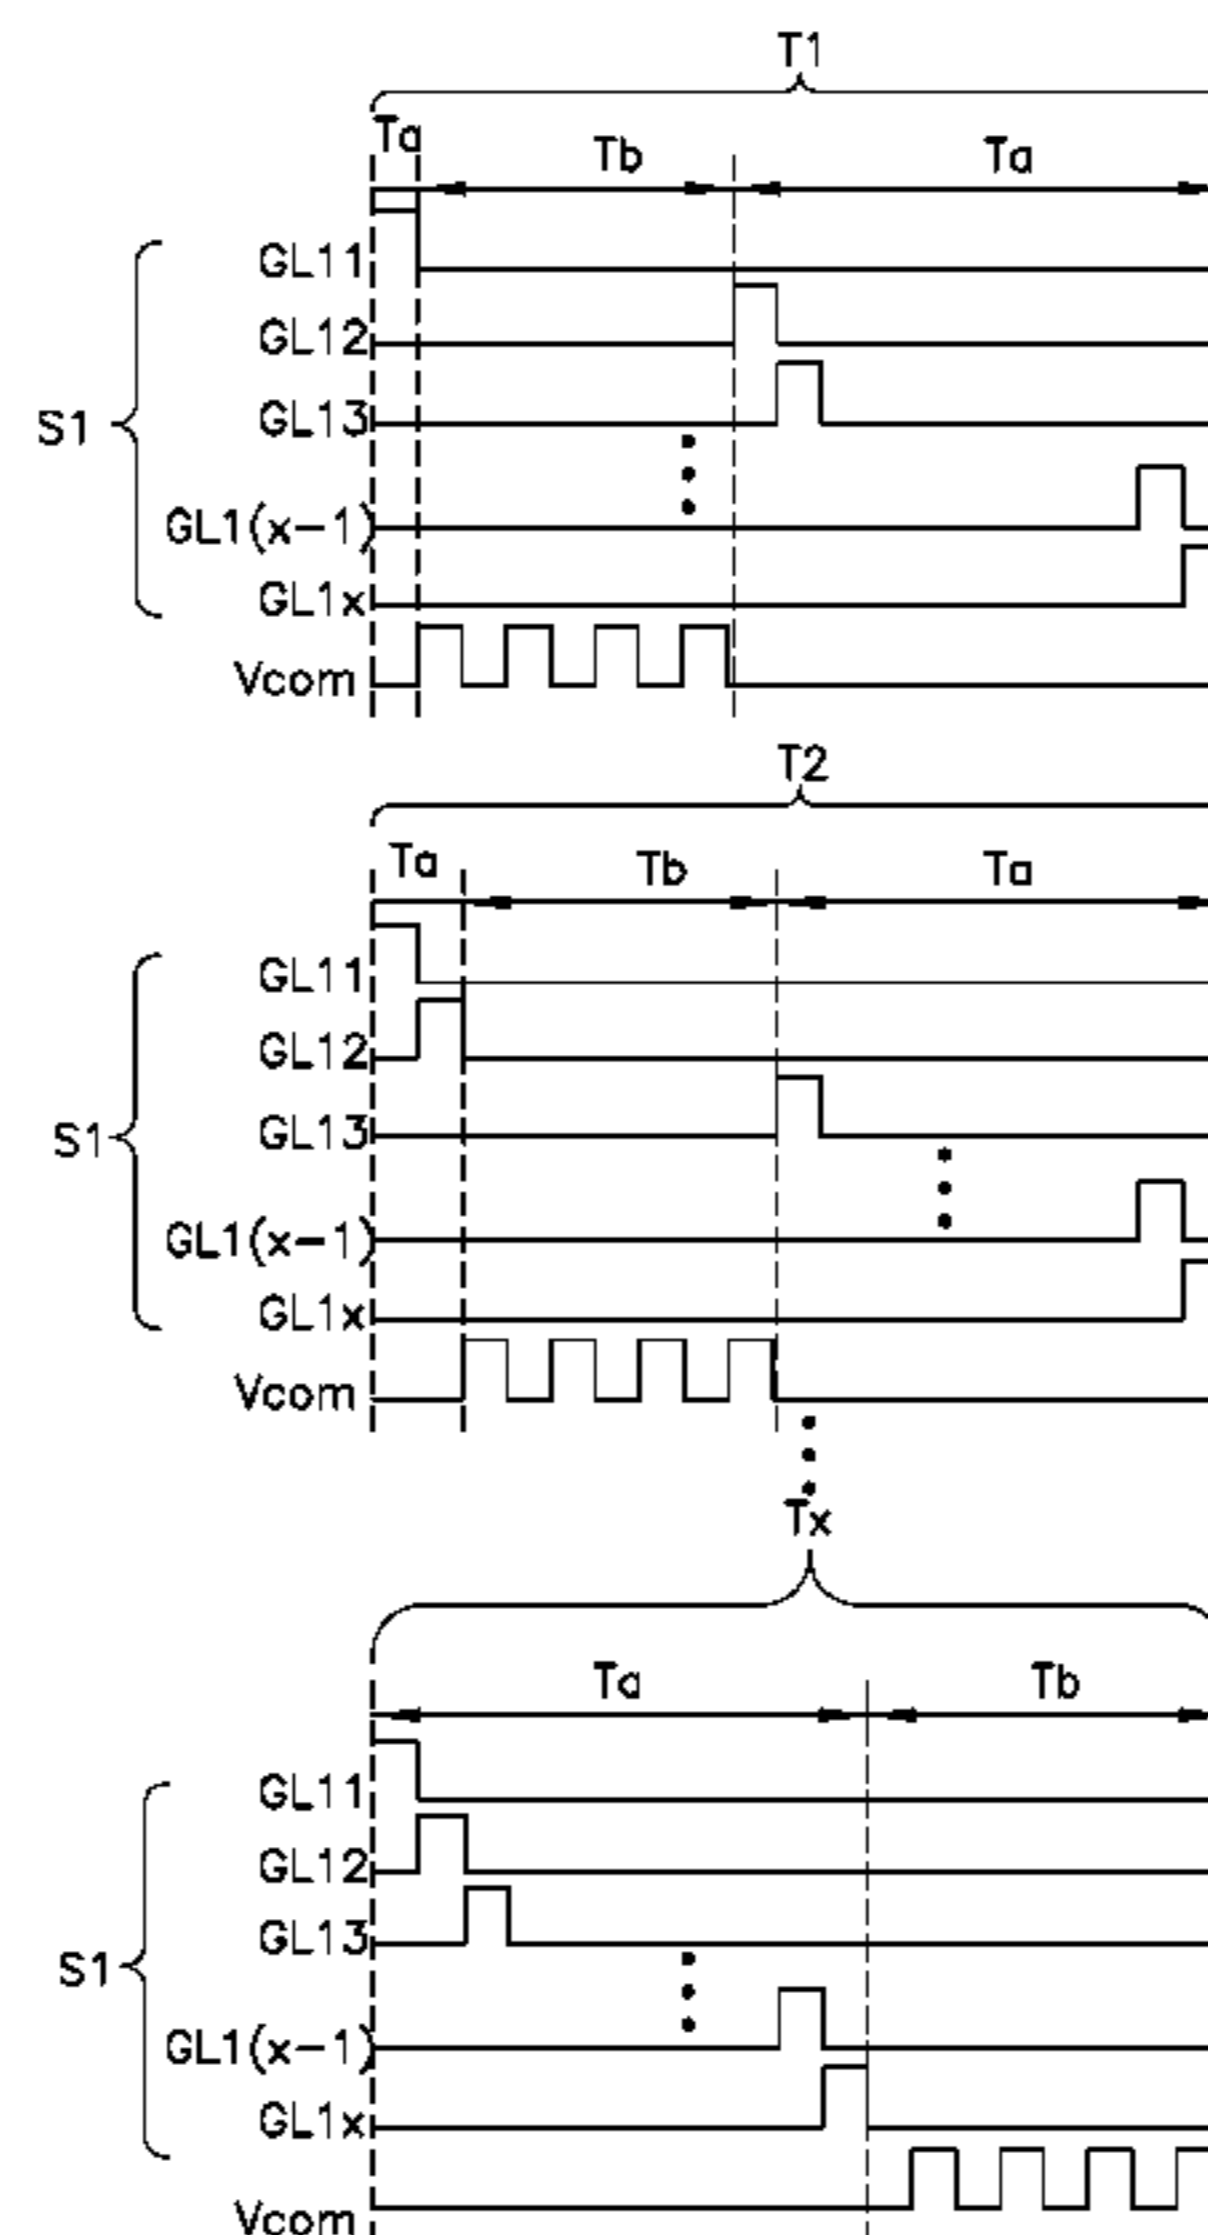 T1
Ta Tb Ta
GL11
GL12
S1 GL13
GL1(x-1)
GL1x
Vcom
T2
Ta Tb Ta
GL11
GL12
S1 GL13
GL1(x-1)
GL1x
Vcom
Tx
Ta Tb
GL11
GL12
S1 GL13
GL1(x-1)
GL1x
Vcom